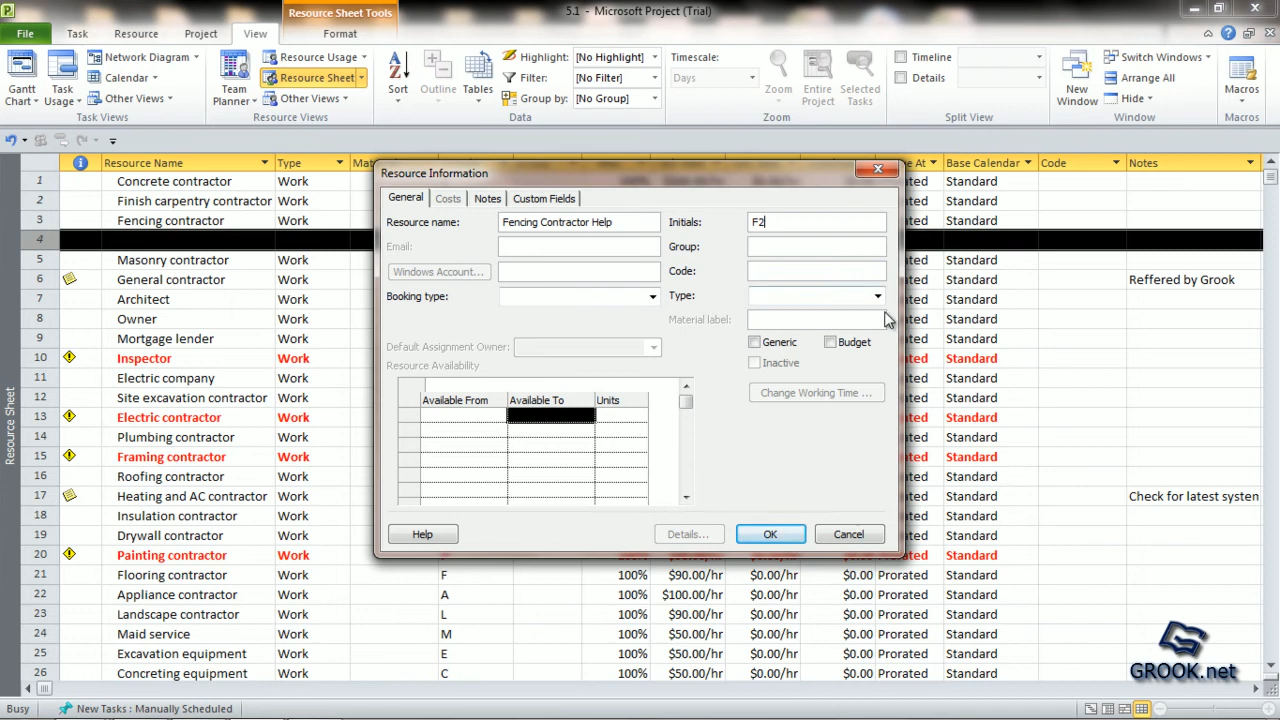 Resource Sheet Tools
5.1 - Microsoft Project (Trial)
File Task Resource Project View Format
Gantt Chart Task Usage Network Diagram Calendar Other Views Task Views
Team Planner Resource Usage Resource Sheet Other Views Resource Views
Sort Outline Tables Highlight: [No Highlight] Filter: [No Filter] Group by: [No Group] Data
Timescale: Days Zoom Entire Project Selected Tasks Zoom
Timeline Details Split View
New Window Switch Windows Arrange All Hide Window
Macros Macros
Resource Name Type Base Calendar Code Notes
1 Concrete contractor Work Standard
2 Finish carpentry contractor Work Standard
3 Fencing contractor Work Standard
4
5 Masonry contractor Work Standard
6 General contractor Work Standard Reffered by Grook
7 Architect Work Standard
8 Owner Work Standard
9 Mortgage lender Work Standard
10 Inspector Work Standard
11 Electric company Work Standard
12 Site excavation contractor Work Standard
13 Electric contractor Work Standard
14 Plumbing contractor Work Standard
15 Framing contractor Work Standard
16 Roofing contractor Work Standard
17 Heating and AC contractor Work Standard Check for latest system
18 Insulation contractor Work Standard
19 Drywall contractor Work Standard
20 Painting contractor Work Standard
21 Flooring contractor Work F 100% $90.00/hr $0.00/hr $0.00 Prorated Standard
22 Appliance contractor Work A 100% $100.00/hr $0.00/hr $0.00 Prorated Standard
23 Landscape contractor Work L 100% $90.00/hr $0.00/hr $0.00 Prorated Standard
24 Maid service Work M 100% $50.00/hr $0.00/hr $0.00 Prorated Standard
25 Excavation equipment Work E 100% $50.00/hr $0.00/hr $0.00 Prorated Standard
26 Concreting equipment Work C 100% $50.00/hr $0.00/hr $0.00 Prorated Standard
Resource Sheet
Resource Information
General Costs Notes Custom Fields
Resource name: Fencing Contractor Help Initials: F2
Email: Group:
Windows Account... Code:
Booking type: Type:
Material label:
Default Assignment Owner: Generic Budget
Resource Availability Inactive
Change Working Time ...
Available From Available To Units
Help Details... OK Cancel
GROOK.net
Busy New Tasks : Manually Scheduled